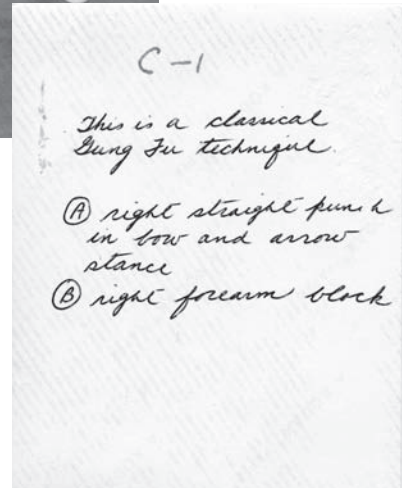 C-1
This is a classical
Gung Fu technique.
Ⓐ right straight punch
in bow and arrow
stance
Ⓑ right forearm block